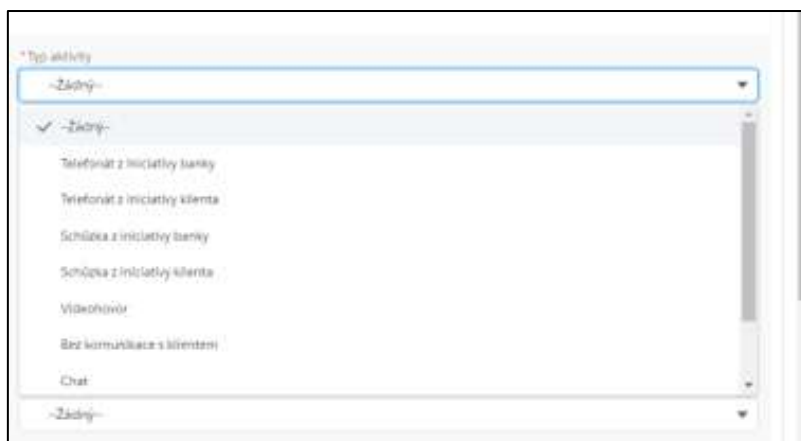 *Typ aktivity
--Žádný--
--Žádný--
Telefonát z iniciativy banky
Telefonát z iniciativy klienta
Schůzka z iniciativy banky
Schůzka z iniciativy klienta
Videohovor
Bez komunikace s klientem
Chat
--Žádný--